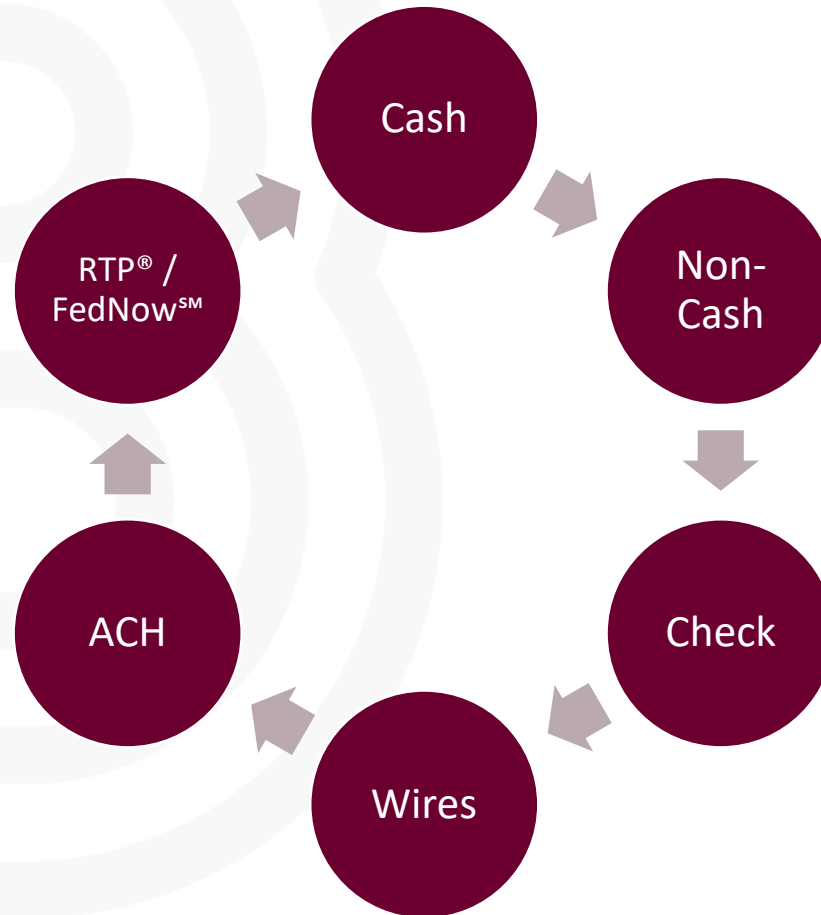 Cash
Non-
Cash
Check
Wires
ACH
RTP® /
FedNow℠